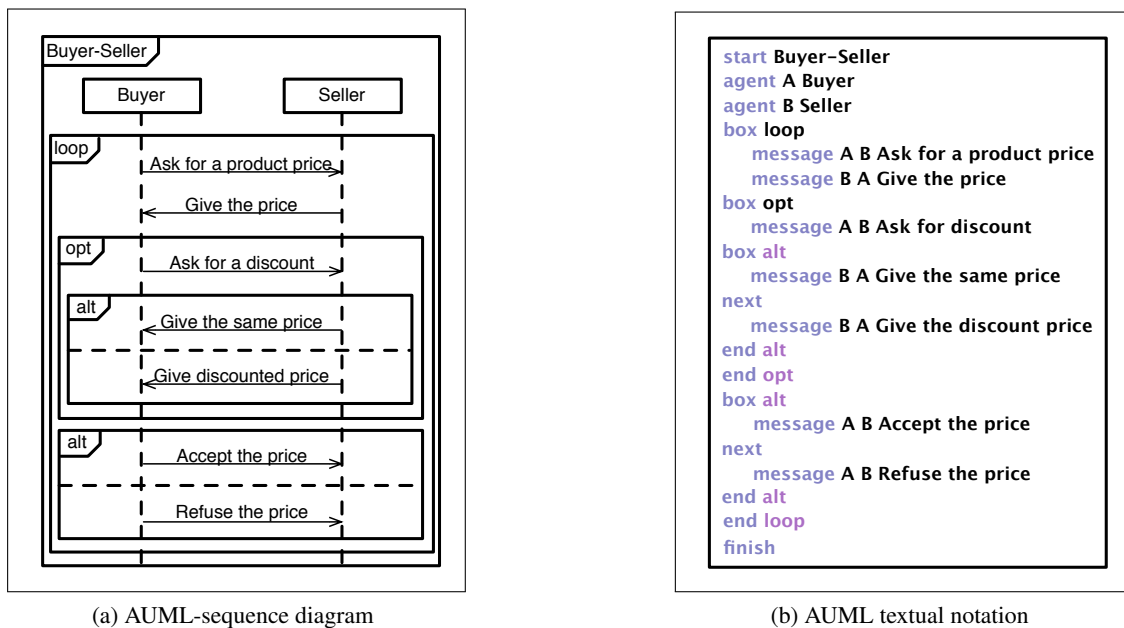 Buyer-Seller
Buyer
Seller
loop
Ask for a product price
Give the price
opt
Ask for a discount
alt
Give the same price
Give discounted price
alt
Accept the price
Refuse the price
(a) AUML-sequence diagram
start Buyer-Seller
agent A Buyer
agent B Seller
box loop
message A B Ask for a product price
message B A Give the price
box opt
message A B Ask for discount
box alt
message B A Give the same price
next
message B A Give the discount price
end alt
end opt
box alt
message A B Accept the price
next
message A B Refuse the price
end alt
end loop
finish
(b) AUML textual notation